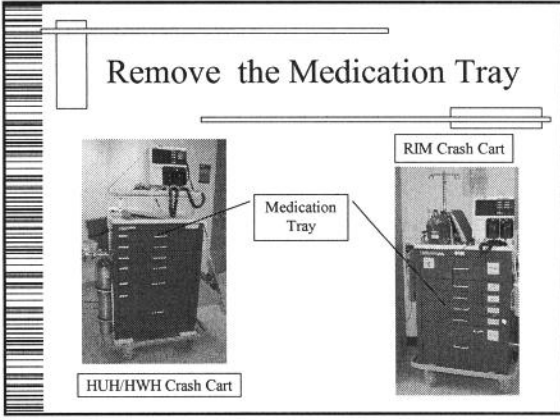 Remove the Medication Tray
RIM Crash Cart
Medication
Tray
HUH/HWH Crash Cart